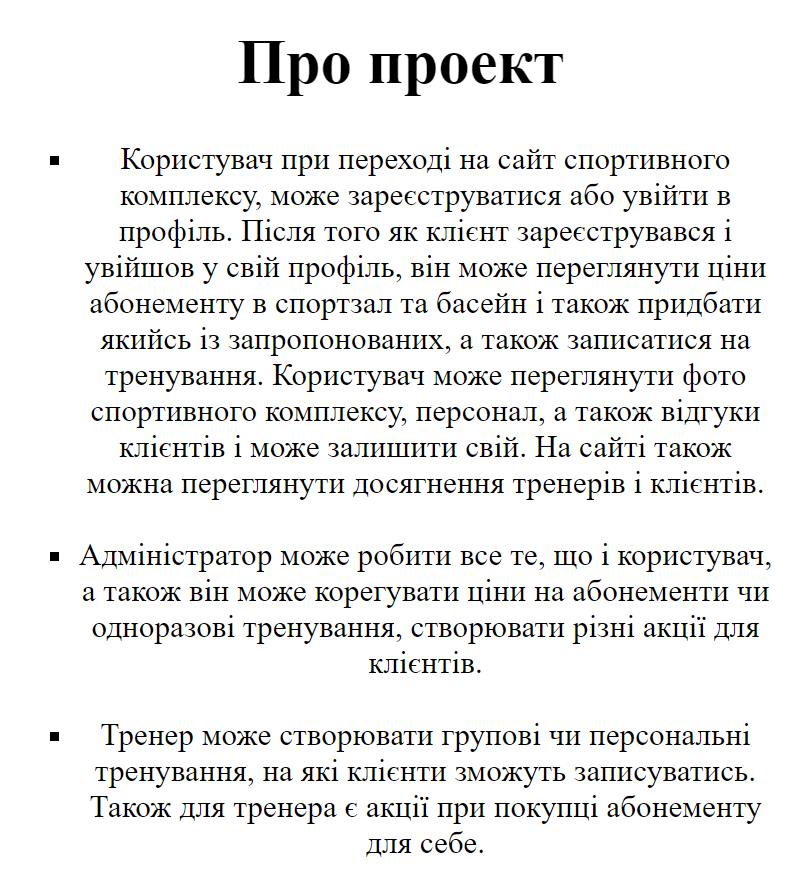 Про проект
Користувач при переході на сайт спортивного
комплексу, може зареєструватися або увійти в
профіль. Після того як клієнт зареєструвався і
увійшов у свій профіль, він може переглянути ціни
абонементу в спортзал та басейн і також придбати
якийсь із запропонованих, а також записатися на
тренування. Користувач може переглянути фото
спортивного комплексу, персонал, а також відгуки
клієнтів і може залишити свій. На сайті також
можна переглянути досягнення тренерів і клієнтів.
Адміністратор може робити все те, що і користувач,
а також він може корегувати ціни на абонементи чи
одноразові тренування, створювати різні акції для
клієнтів.
Тренер може створювати групові чи персональні
тренування, на які клієнти зможуть записуватись.
Також для тренера є акції при покупці абонементу
для себе.